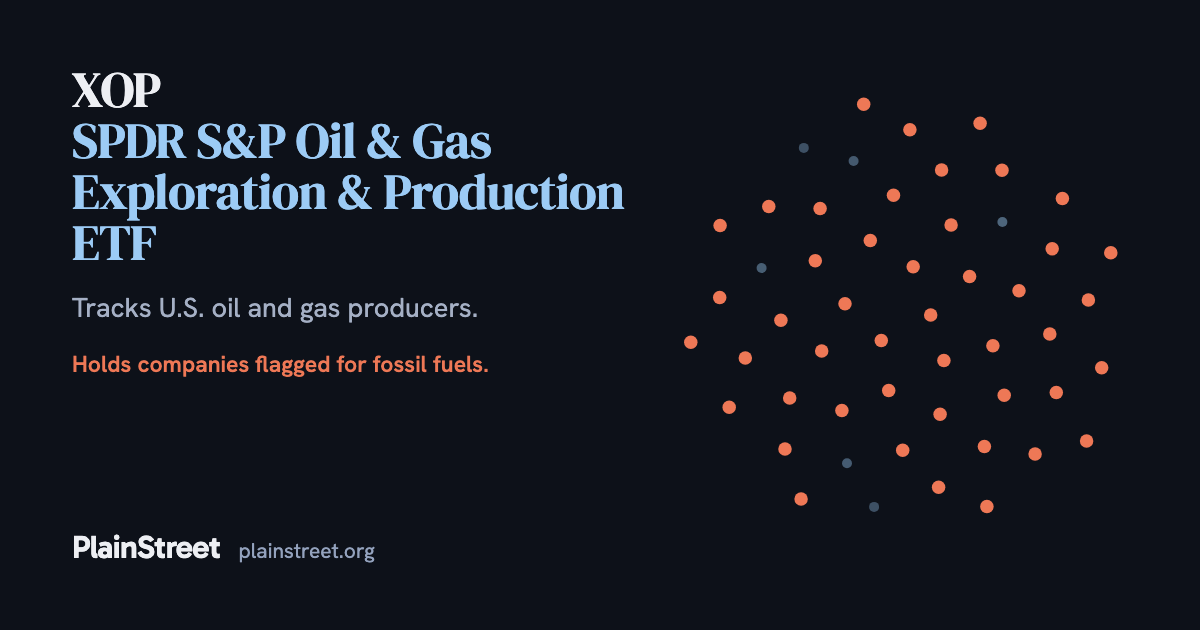 XOP
SPDR S&P Oil & Gas
Exploration & Production
ETF
Tracks U.S. oil and gas producers.
Holds companies flagged for fossil fuels.
PlainStreet plainstreet.org